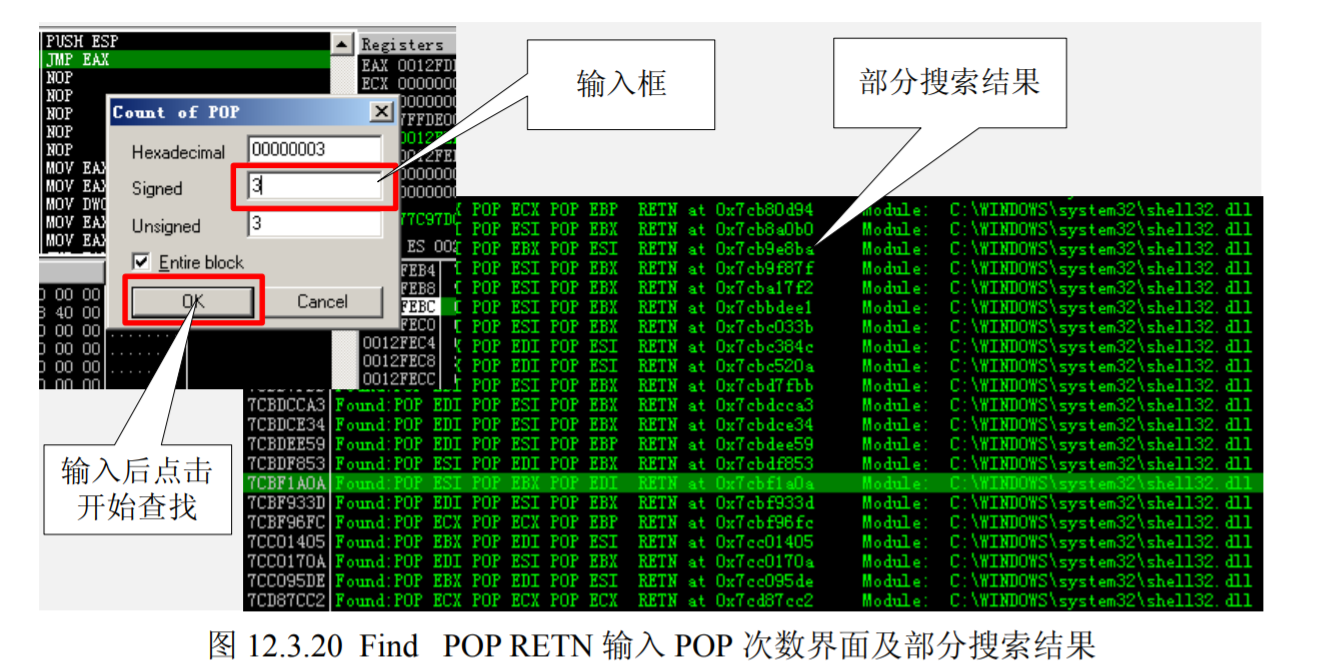 PUSH ESP
JMP EAX
NOP
NOP
NOP
NOP
NOP
MOV EAX
MOV EAX
MOV DWO
MOV EAX
MOV EAX
Registers
EAX 0012FD
ECX 000000
Count of POP
Hexadecimal 00000003
Signed 3
Unsigned 3
Entire block
OK Cancel
输入框
部分搜索结果
输入后点击
开始查找
FEB4
FEB8
FEBC
FEC0
0012FEC4
0012FEC8
0012FECC
POP ECX POP EBP RETN at 0x7cb80d94 Module: C:\WINDOWS\system32\shell32.dll
POP ESI POP EBP RETN at 0x7cb8a0b0 Module: C:\WINDOWS\system32\shell32.dll
POP EBX POP ESI RETN at 0x7cb9e8ba Module: C:\WINDOWS\system32\shell32.dll
POP ESI POP EBX RETN at 0x7cb9f87f Module: C:\WINDOWS\system32\shell32.dll
POP ESI POP EBX RETN at 0x7cba17f2 Module: C:\WINDOWS\system32\shell32.dll
POP ESI POP EBX RETN at 0x7cbbdee1 Module: C:\WINDOWS\system32\shell32.dll
POP ESI POP EBX RETN at 0x7cbc033b Module: C:\WINDOWS\system32\shell32.dll
POP EDI POP ESI RETN at 0x7cbc384c Module: C:\WINDOWS\system32\shell32.dll
POP EDI POP ESI RETN at 0x7cbc520a Module: C:\WINDOWS\system32\shell32.dll
POP ESI POP EBX RETN at 0x7cbd7fbb Module: C:\WINDOWS\system32\shell32.dll
7CBDCCA3 Found:POP EDI POP ESI POP EBX RETN at 0x7cbdcca3 Module: C:\WINDOWS\system32\shell32.dll
7CBDCE34 Found:POP EDI POP ESI POP EBX RETN at 0x7cbdce34 Module: C:\WINDOWS\system32\shell32.dll
7CBDEE59 Found:POP EDI POP ESI POP EBP RETN at 0x7cbdee59 Module: C:\WINDOWS\system32\shell32.dll
7CBDF853 Found:POP ESI POP EDI POP EBX RETN at 0x7cbdf853 Module: C:\WINDOWS\system32\shell32.dll
7CBF1A0A Found:POP ESI POP EBX POP EDI RETN at 0x7cbf1a0a Module: C:\WINDOWS\system32\shell32.dll
7CBF933D Found:POP EDI POP ESI POP EBX RETN at 0x7cbf933d Module: C:\WINDOWS\system32\shell32.dll
7CBF96FC Found:POP ECX POP ECX POP EBP RETN at 0x7cbf96fc Module: C:\WINDOWS\system32\shell32.dll
7CC01405 Found:POP EBX POP EDI POP ESI RETN at 0x7cc01405 Module: C:\WINDOWS\system32\shell32.dll
7CC0170A Found:POP EDI POP ESI POP EBX RETN at 0x7cc0170a Module: C:\WINDOWS\system32\shell32.dll
7CC095DE Found:POP EBX POP EDI POP ESI RETN at 0x7cc095de Module: C:\WINDOWS\system32\shell32.dll
7CD87CC2 Found:POP ECX POP ECX POP ECX RETN at 0x7cd87cc2 Module: C:\WINDOWS\system32\shell32.dll
图 12.3.20 Find POP RETN 输入 POP 次数界面及部分搜索结果